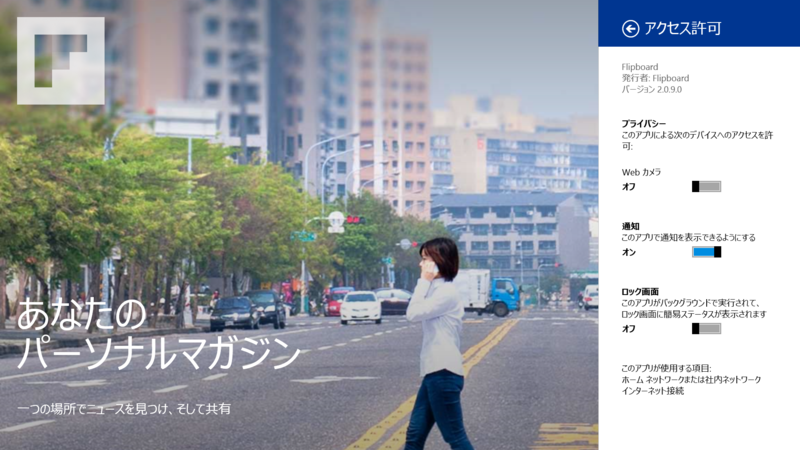 あなたの
パーソナルマガジン
一つの場所でニュースを見つけ、そして共有
アクセス許可
Flipboard
発行者: Flipboard
バージョン 2.0.9.0
プライバシー
このアプリによる次のデバイスへのアクセスを許
可:
Web カメラ
オフ
通知
このアプリで通知を表示できるようにする
オン
ロック画面
このアプリがバックグラウンドで実行されて、
ロック画面に簡易ステータスが表示されます
オフ
このアプリが使用する項目:
ホーム ネットワークまたは社内ネットワーク
インターネット接続